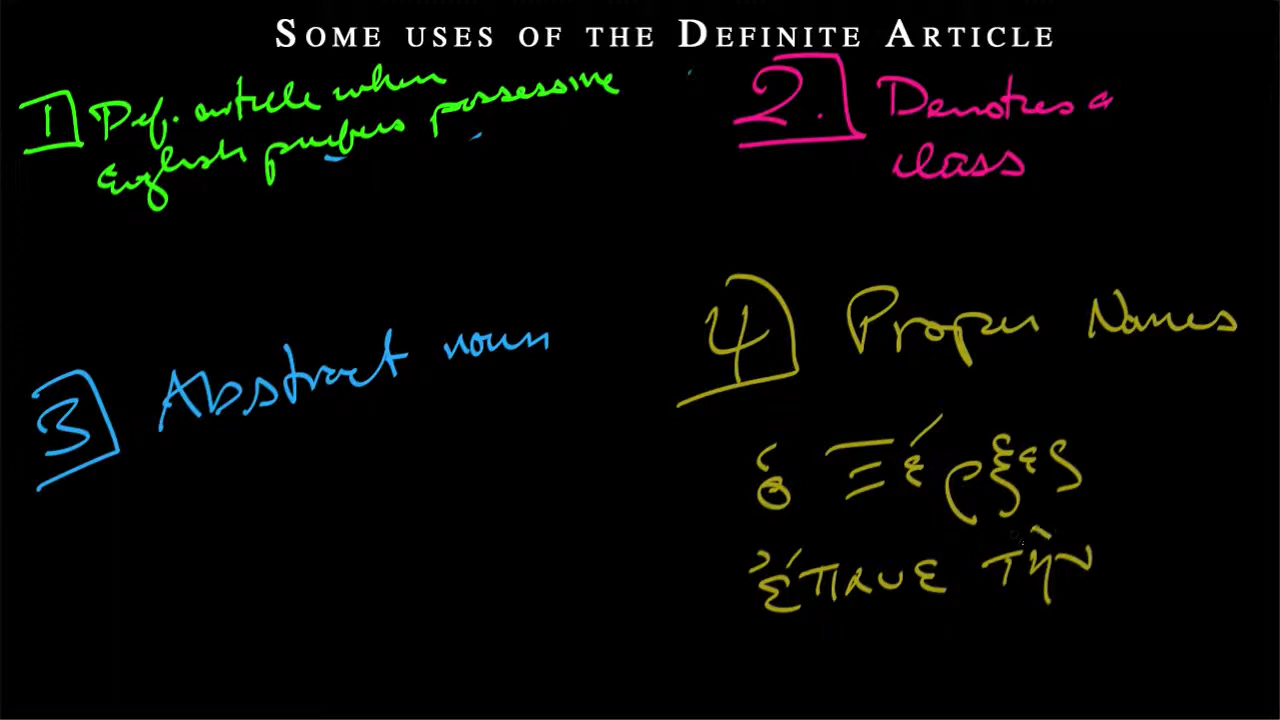 SOME USES OF THE DEFINITE ARTICLE
1 Def. article when
English prefers possessive
2. Denotes a
class
3 Abstract noun
4 Proper Names
ὁ Ξέρξες
ἔπαυε τὴν